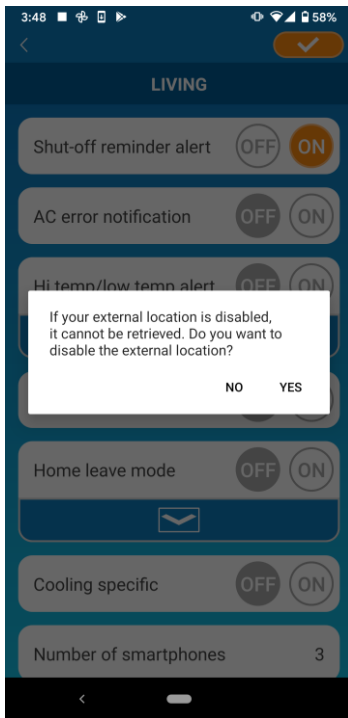 3:48 58%
LIVING
Shut-off reminder alert OFF ON
AC error notification OFF ON
Hi temp/low temp alert OFF ON
If your external location is disabled,
it cannot be retrieved. Do you want to
disable the external location?
NO YES
Home leave mode OFF ON
Cooling specific OFF ON
Number of smartphones 3